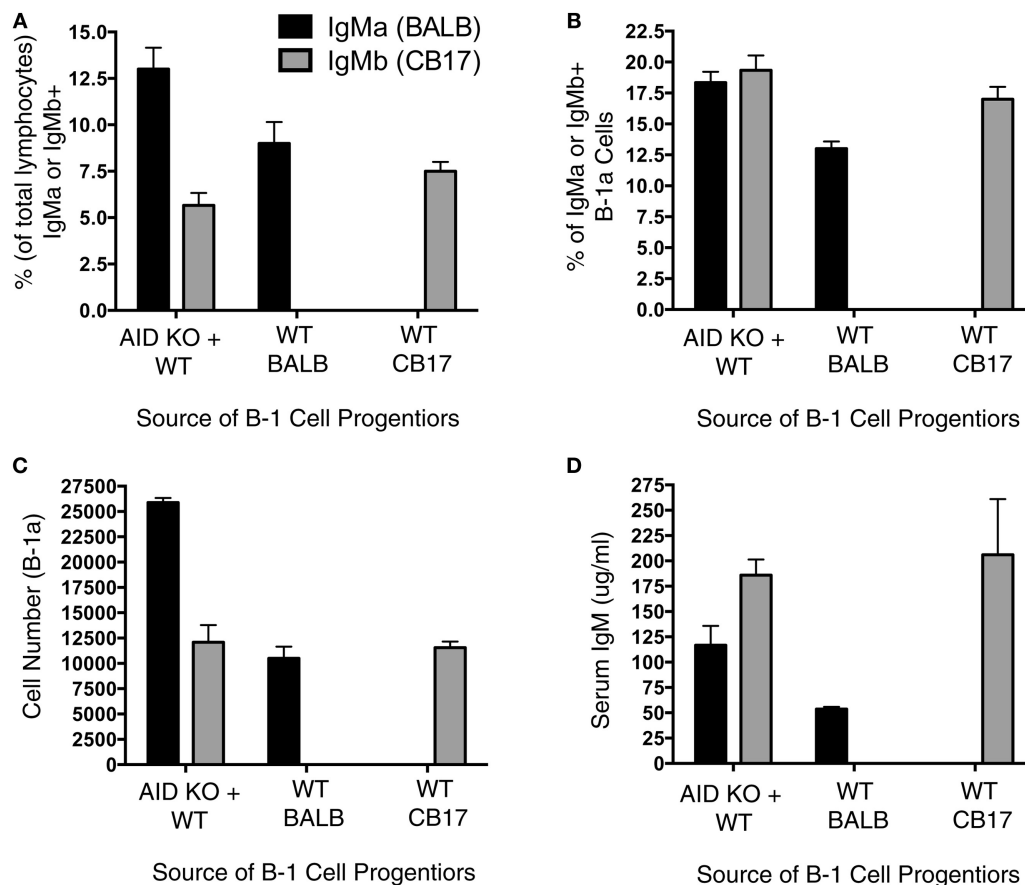 A
% (of total lymphocytes)
IgMa or IgMb+
15.0
12.5
10.0
7.5
5.0
2.5
0.0
IgMa (BALB)
IgMb (CB17)
AID KO +
WT
WT
BALB
WT
CB17
Source of B-1 Cell Progentiors
B
% of IgMa or IgMb+
B-1a Cells
22.5
20.0
17.5
15.0
12.5
10.0
7.5
5.0
2.5
0.0
AID KO +
WT
WT
BALB
WT
CB17
Source of B-1 Cell Progentiors
C
Cell Number (B-1a)
27500
25000
22500
20000
17500
15000
12500
10000
7500
5000
2500
0
AID KO +
WT
WT
BALB
WT
CB17
Source of B-1 Cell Progentiors
D
Serum IgM (ug/ml)
275
250
225
200
175
150
125
100
75
50
25
0
AID KO +
WT
WT
BALB
WT
CB17
Source of B-1 Cell Progentiors